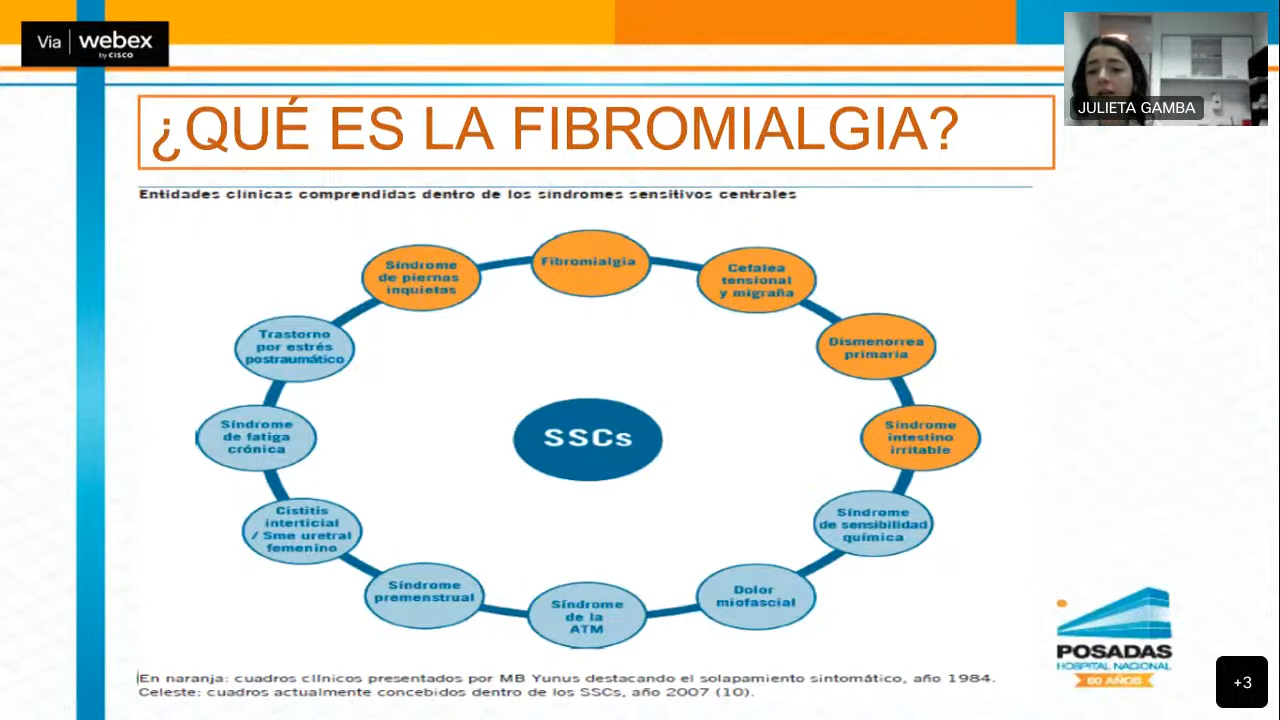 Via webex
by CISCO
JULIETA GAMBA
¿QUÉ ES LA FIBROMIALGIA?
Entidades clínicas comprendidas dentro de los síndromes sensitivos centrales
Fibromialgia
Cefalea
tensional
y migraña
Dismenorrea
primaria
Síndrome
intestino
irritable
Síndrome
de sensibilidad
química
Dolor
miofascial
Síndrome
de la
ATM
Síndrome
premenstrual
Cistitis
interticial
/ Sme uretral
femenino
Síndrome
de fatiga
crónica
Trastorno
por estrés
postraumático
Síndrome
de piernas
inquietas
SSCs
En naranja: cuadros clínicos presentados por MB Yunus destacando el solapamiento sintomático, año 1984.
Celeste: cuadros actualmente concebidos dentro de los SSCs, año 2007 (10).
POSADAS
HOSPITAL NACIONAL
60 AÑOS
+3